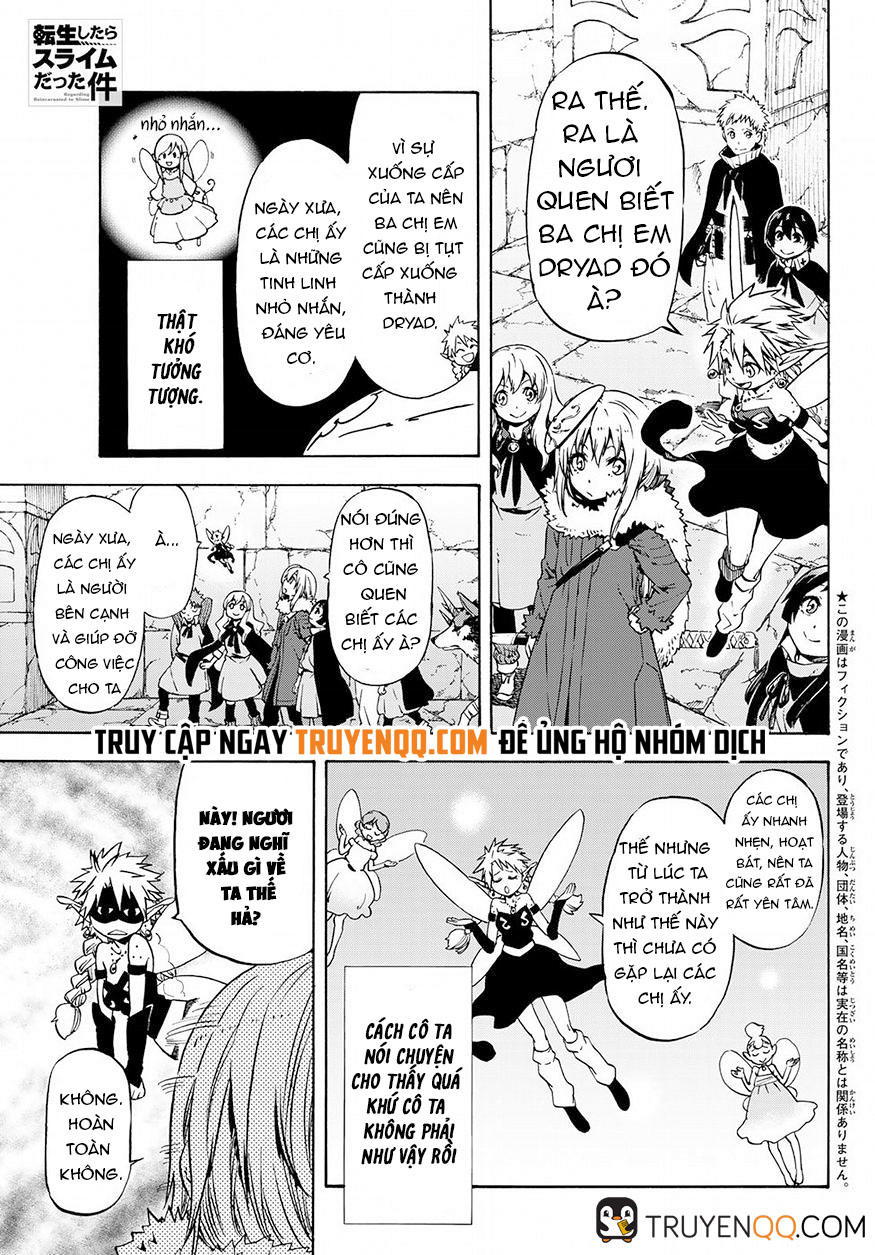 転生したら
スライム
だった件
Regarding
Reincarnated to Slime
RA THẾ.
RA LÀ
NGƯƠI
QUEN BIẾT
BA CHỊ EM
DRYAD ĐÓ
À?
VÌ SỰ
XUỐNG CẤP
CỦA TA NÊN
BA CHỊ EM
CŨNG BỊ TỤT
CẤP XUỐNG
THÀNH
DRYAD.
NGÀY XƯA,
CÁC CHỊ ẤY
LÀ NHỮNG
TINH LINH
NHỎ NHẮN,
ĐÁNG YÊU
CƠ.
nhỏ nhắn...
THẬT
KHÓ
TƯỞNG
TƯỢNG.
NÓI ĐÚNG
HƠN THÌ
CÔ CŨNG
QUEN
BIẾT CÁC
CHỊ ẤY À?
À...
NGÀY XƯA,
CÁC CHỊ ẤY
LÀ NGƯỜI
BÊN CẠNH
VÀ GIÚP ĐỠ
CÔNG VIỆC
CHO TA
TRUY CẬP NGAY TRUYENQQ.COM ĐỂ ỦNG HỘ NHÓM DỊCH
CÁC CHỊ
ẤY NHANH
NHẸN, HOẠT
BÁT, NÊN TA
CŨNG RẤT ĐÃ
RẤT YÊN TÂM.
THẾ NHƯNG
TỪ LÚC TA
TRỞ THÀNH
NHƯ THẾ NÀY
THÌ CHƯA CÓ
GẶP LẠI CÁC
CHỊ ẤY.
CÁCH CÔ TA
NÓI CHUYỆN
CHO THẤY QUÁ
KHỨ CÔ TA
KHÔNG PHẢI
NHƯ VẬY RỒI
NÀY! NGƯƠI
ĐANG NGHĨ
XẤU GÌ VỀ
TA THẾ
HẢ?
KHÔNG.
HOÀN
TOÀN
KHÔNG.
★この漫画はフィクションであり、登場する人物、団体、地名、国名等は実在の名称とは関係ありません。
TRUYENQQ.COM